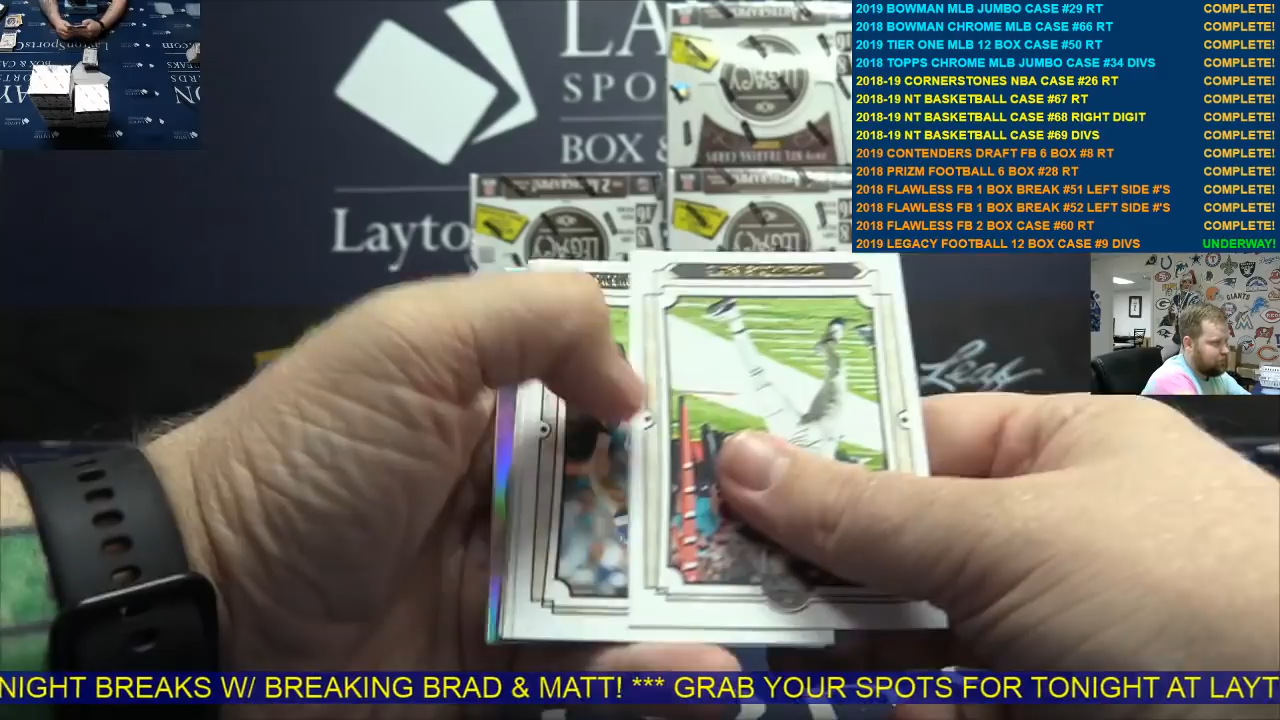 2019 BOWMAN MLB JUMBO CASE #29 RT COMPLETE!
2018 BOWMAN CHROME MLB CASE #66 RT COMPLETE!
2019 TIER ONE MLB 12 BOX CASE #50 RT COMPLETE!
2018 TOPPS CHROME MLB JUMBO CASE #34 DIVS COMPLETE!
2018-19 CORNERSTONES NBA CASE #26 RT COMPLETE!
2018-19 NT BASKETBALL CASE #67 RT COMPLETE!
2018-19 NT BASKETBALL CASE #68 RIGHT DIGIT COMPLETE!
2018-19 NT BASKETBALL CASE #69 DIVS COMPLETE!
2019 CONTENDERS DRAFT FB 6 BOX #8 RT COMPLETE!
2018 PRIZM FOOTBALL 6 BOX #28 RT COMPLETE!
2018 FLAWLESS FB 1 BOX BREAK #51 LEFT SIDE #'S COMPLETE!
2018 FLAWLESS FB 1 BOX BREAK #52 LEFT SIDE #'S COMPLETE!
2018 FLAWLESS FB 2 BOX CASE #60 RT COMPLETE!
2019 LEGACY FOOTBALL 12 BOX CASE #9 DIVS UNDERWAY!
LA
SPO
BOX &
Layto
LEGACY
LEGACY
LEGACY
Leaf
GIANTS
NIGHT BREAKS W/ BREAKING BRAD & MATT! *** GRAB YOUR SPOTS FOR TONIGHT AT LAYT